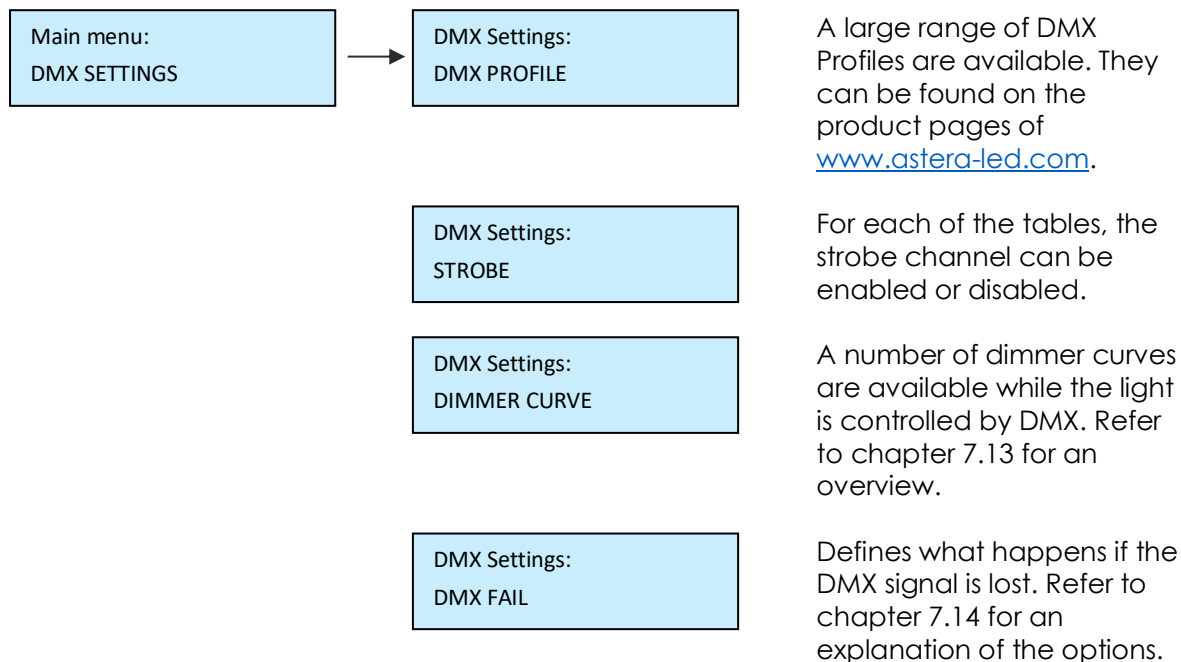 Main menu:
DMX SETTINGS
DMX Settings:
DMX PROFILE
A large range of DMX
Profiles are available. They
can be found on the
product pages of
www.astera-led.com.
DMX Settings:
STROBE
For each of the tables, the
strobe channel can be
enabled or disabled.
DMX Settings:
DIMMER CURVE
A number of dimmer curves
are available while the light
is controlled by DMX. Refer
to chapter 7.13 for an
overview.
DMX Settings:
DMX FAIL
Defines what happens if the
DMX signal is lost. Refer to
chapter 7.14 for an
explanation of the options.